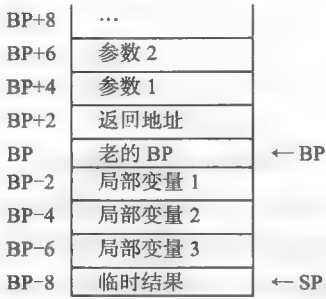 BP+8 …
BP+6 参数 2
BP+4 参数 1
BP+2 返回地址
BP 老的 BP ←BP
BP−2 局部变量 1
BP−4 局部变量 2
BP−6 局部变量 3
BP−8 临时结果 ←SP